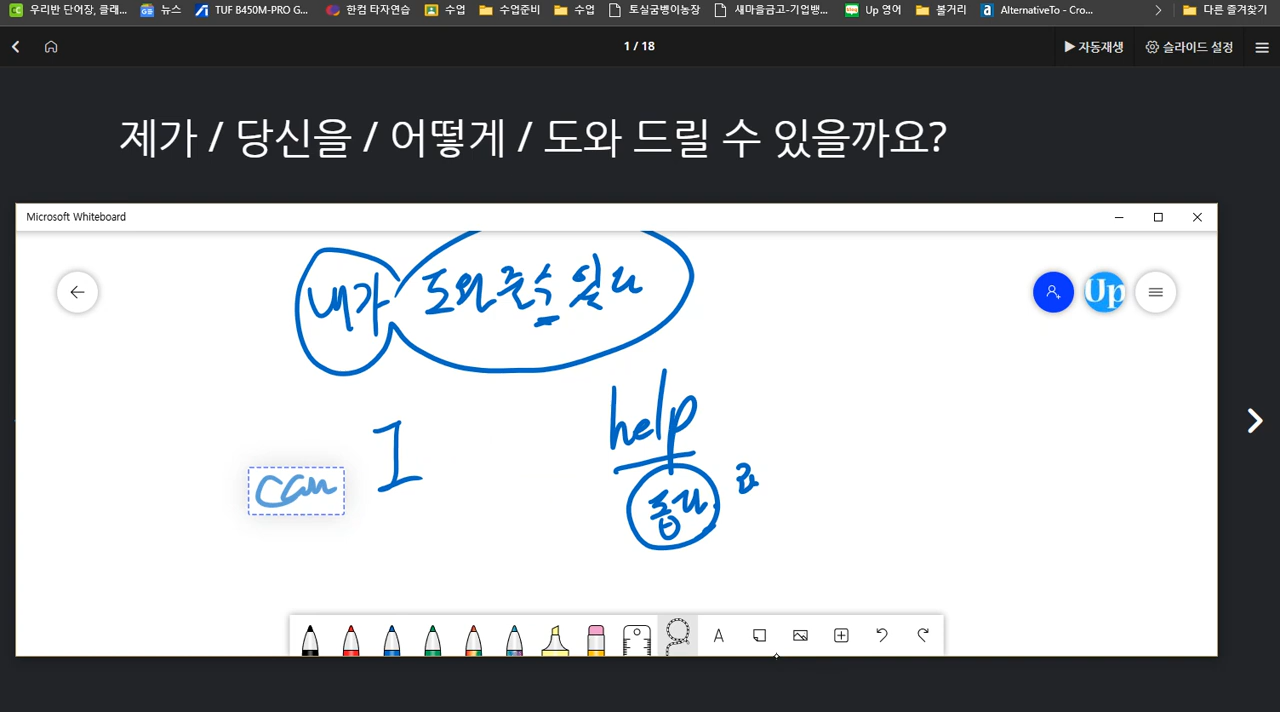 우리반 단어장, 클래... 뉴스 TUF B450M-PRO G... 한컴 타자연습 수업 수업준비 수업 토실굼벵이농장 새마을금고-기업뱅... Up 영어 볼거리 AlternativeTo - Cro... 다른 즐겨찾기
1 / 18 자동재생 슬라이드 설정
제가 / 당신을 / 어떻게 / 도와 드릴 수 있을까요?
Microsoft Whiteboard
내가 도와 줄 수 있다
Up
help
I
can
돕다
A